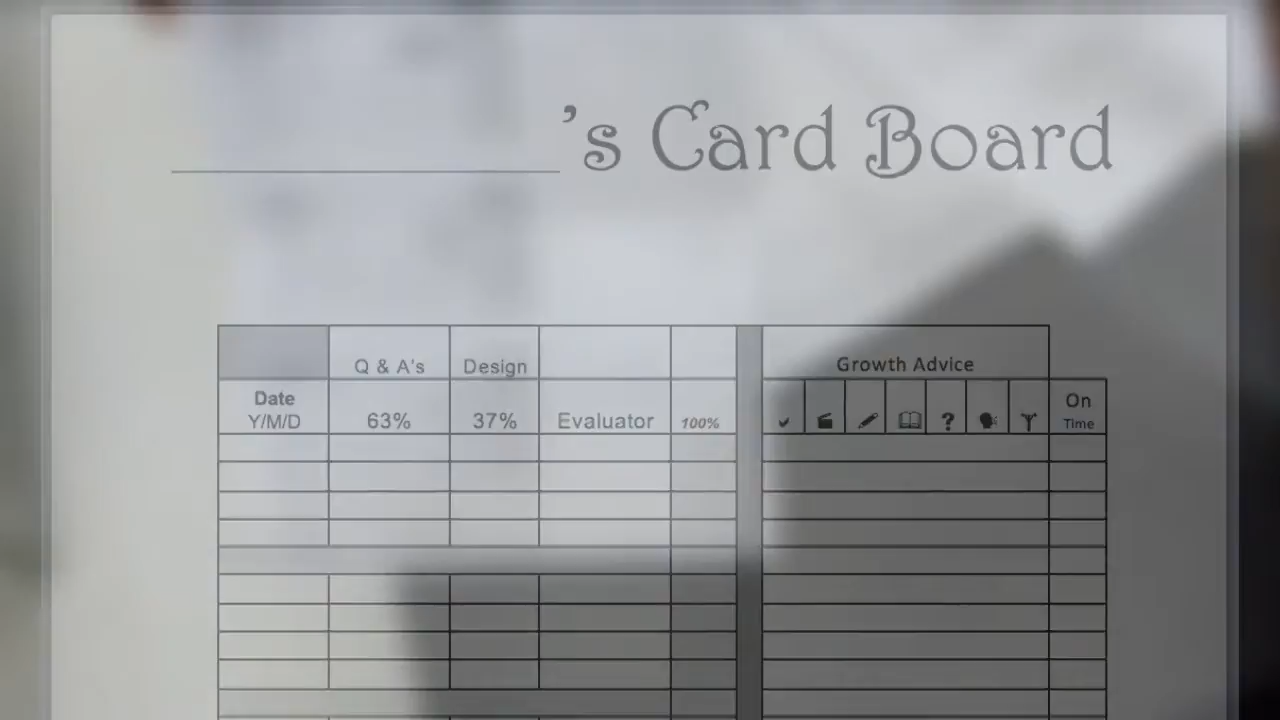 ’s Card Board
Q & A's Design Growth Advice
Date
Y/M/D 63% 37% Evaluator 100% ? On
Time